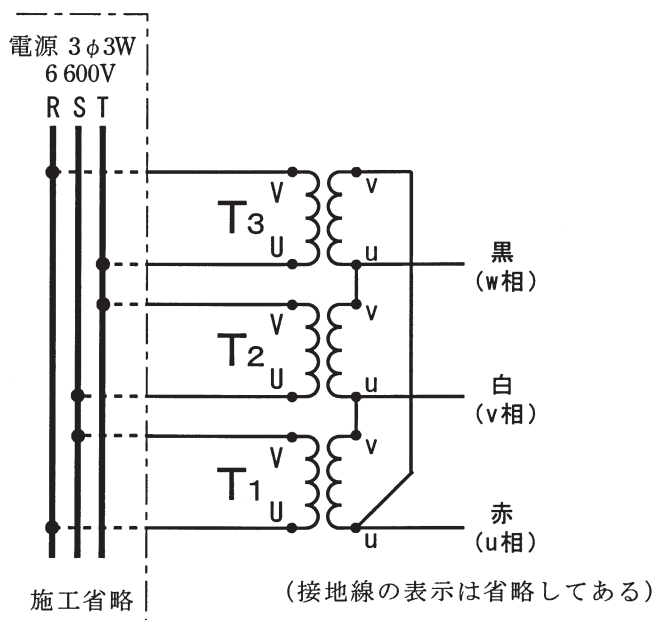 電源 3φ3W
6 600V
R S T
V
T3
U
v
u
黒
(w相)
V
T2
U
v
u
白
(v相)
V
T1
U
v
u
赤
(u相)
施工省略
(接地線の表示は省略してある)